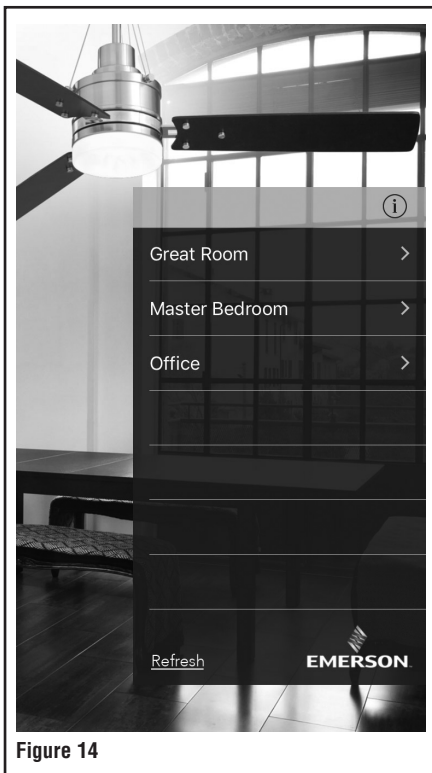 i
Great Room
Master Bedroom
Office
Refresh
EMERSON
Figure 14